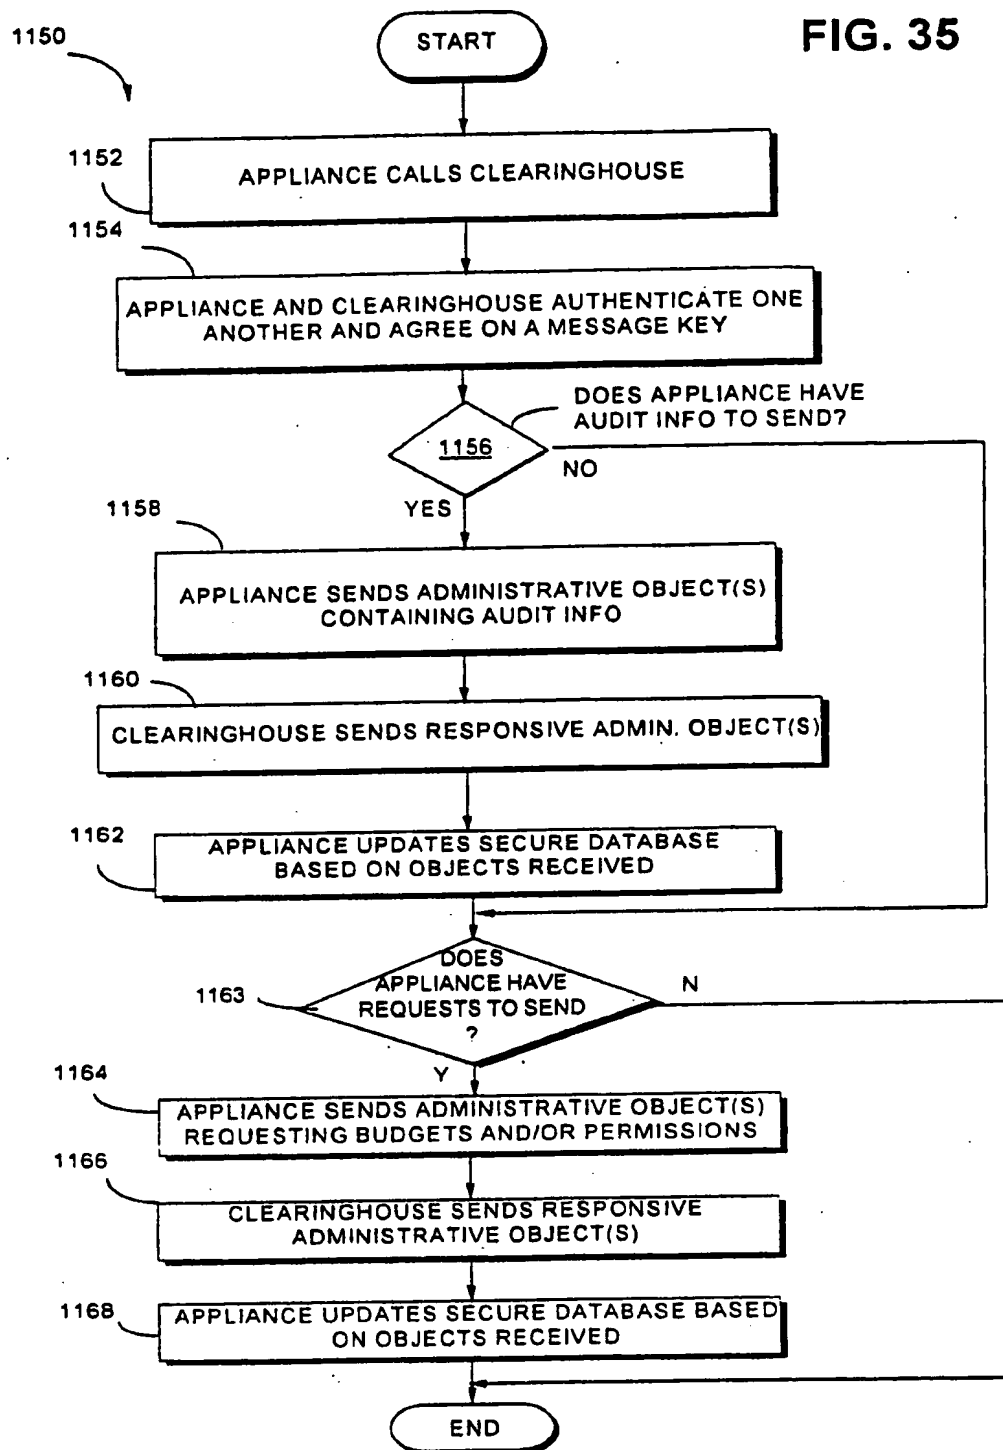 FIG. 35
1150
START
1152
APPLIANCE CALLS CLEARINGHOUSE
1154
APPLIANCE AND CLEARINGHOUSE AUTHENTICATE ONE
ANOTHER AND AGREE ON A MESSAGE KEY
DOES APPLIANCE HAVE
AUDIT INFO TO SEND?
1156
NO
YES
1158
APPLIANCE SENDS ADMINISTRATIVE OBJECT(S)
CONTAINING AUDIT INFO
1160
CLEARINGHOUSE SENDS RESPONSIVE ADMIN. OBJECT(S)
1162
APPLIANCE UPDATES SECURE DATABASE
BASED ON OBJECTS RECEIVED
1163
DOES
APPLIANCE HAVE
REQUESTS TO SEND
?
N
Y
1164
APPLIANCE SENDS ADMINISTRATIVE OBJECT(S)
REQUESTING BUDGETS AND/OR PERMISSIONS
1166
CLEARINGHOUSE SENDS RESPONSIVE
ADMINISTRATIVE OBJECT(S)
1168
APPLIANCE UPDATES SECURE DATABASE BASED
ON OBJECTS RECEIVED
END